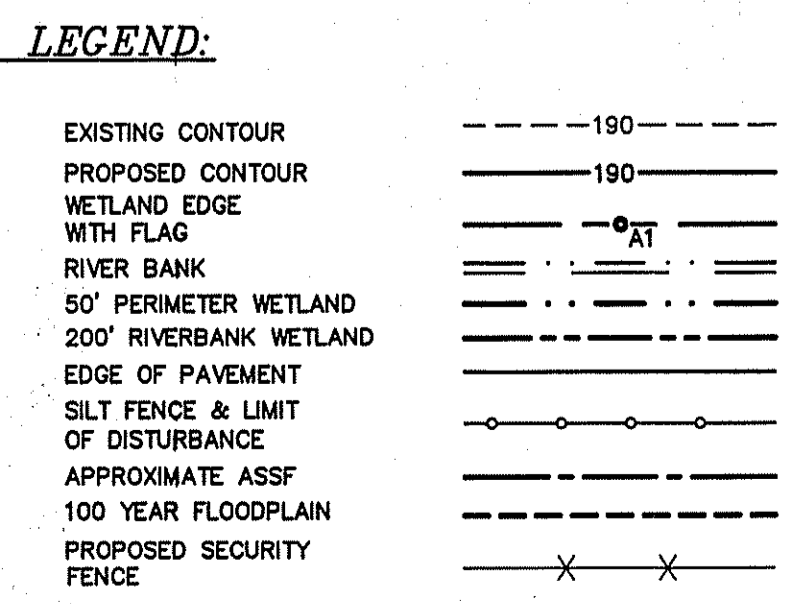 LEGEND:
EXISTING CONTOUR 190
PROPOSED CONTOUR 190
WETLAND EDGE
WITH FLAG A1
RIVER BANK
50' PERIMETER WETLAND
200' RIVERBANK WETLAND
EDGE OF PAVEMENT
SILT FENCE & LIMIT
OF DISTURBANCE
APPROXIMATE ASSF
100 YEAR FLOODPLAIN
PROPOSED SECURITY
FENCE